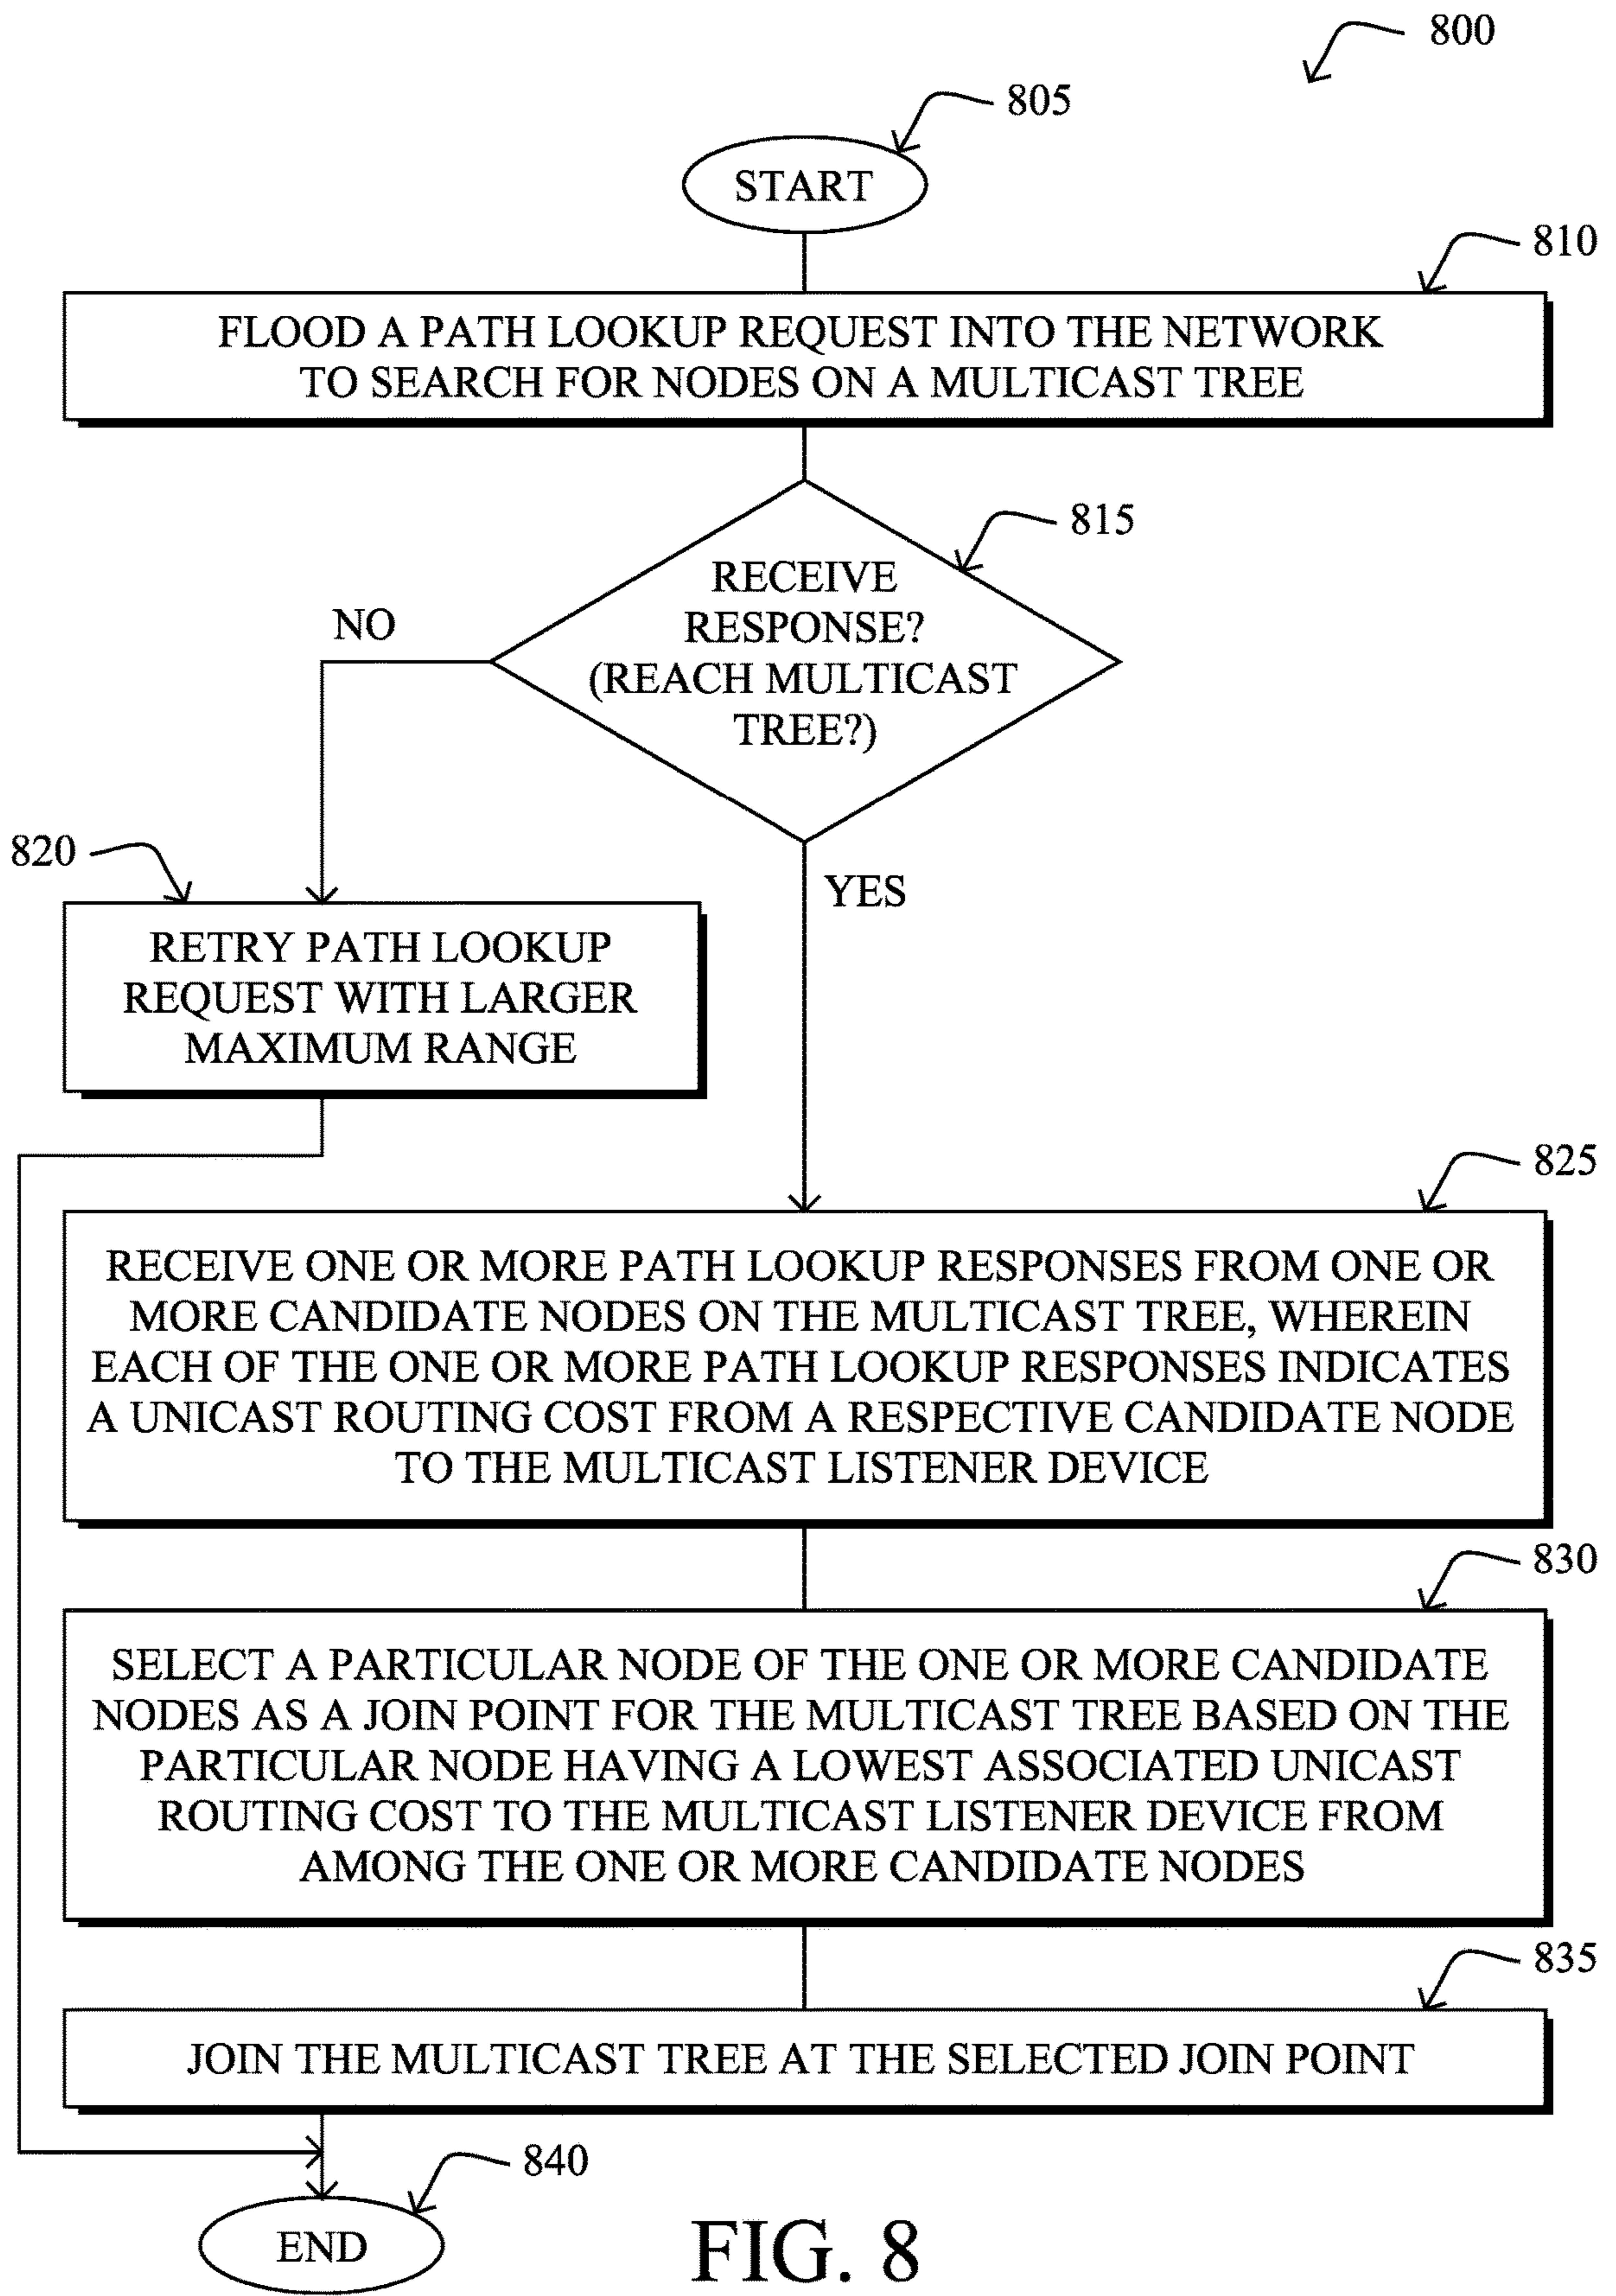 800
805
START
810
FLOOD A PATH LOOKUP REQUEST INTO THE NETWORK
TO SEARCH FOR NODES ON A MULTICAST TREE
815
RECEIVE
RESPONSE?
(REACH MULTICAST
TREE?)
NO
YES
820
RETRY PATH LOOKUP
REQUEST WITH LARGER
MAXIMUM RANGE
825
RECEIVE ONE OR MORE PATH LOOKUP RESPONSES FROM ONE OR
MORE CANDIDATE NODES ON THE MULTICAST TREE, WHEREIN
EACH OF THE ONE OR MORE PATH LOOKUP RESPONSES INDICATES
A UNICAST ROUTING COST FROM A RESPECTIVE CANDIDATE NODE
TO THE MULTICAST LISTENER DEVICE
830
SELECT A PARTICULAR NODE OF THE ONE OR MORE CANDIDATE
NODES AS A JOIN POINT FOR THE MULTICAST TREE BASED ON THE
PARTICULAR NODE HAVING A LOWEST ASSOCIATED UNICAST
ROUTING COST TO THE MULTICAST LISTENER DEVICE FROM
AMONG THE ONE OR MORE CANDIDATE NODES
835
JOIN THE MULTICAST TREE AT THE SELECTED JOIN POINT
840
END
FIG. 8